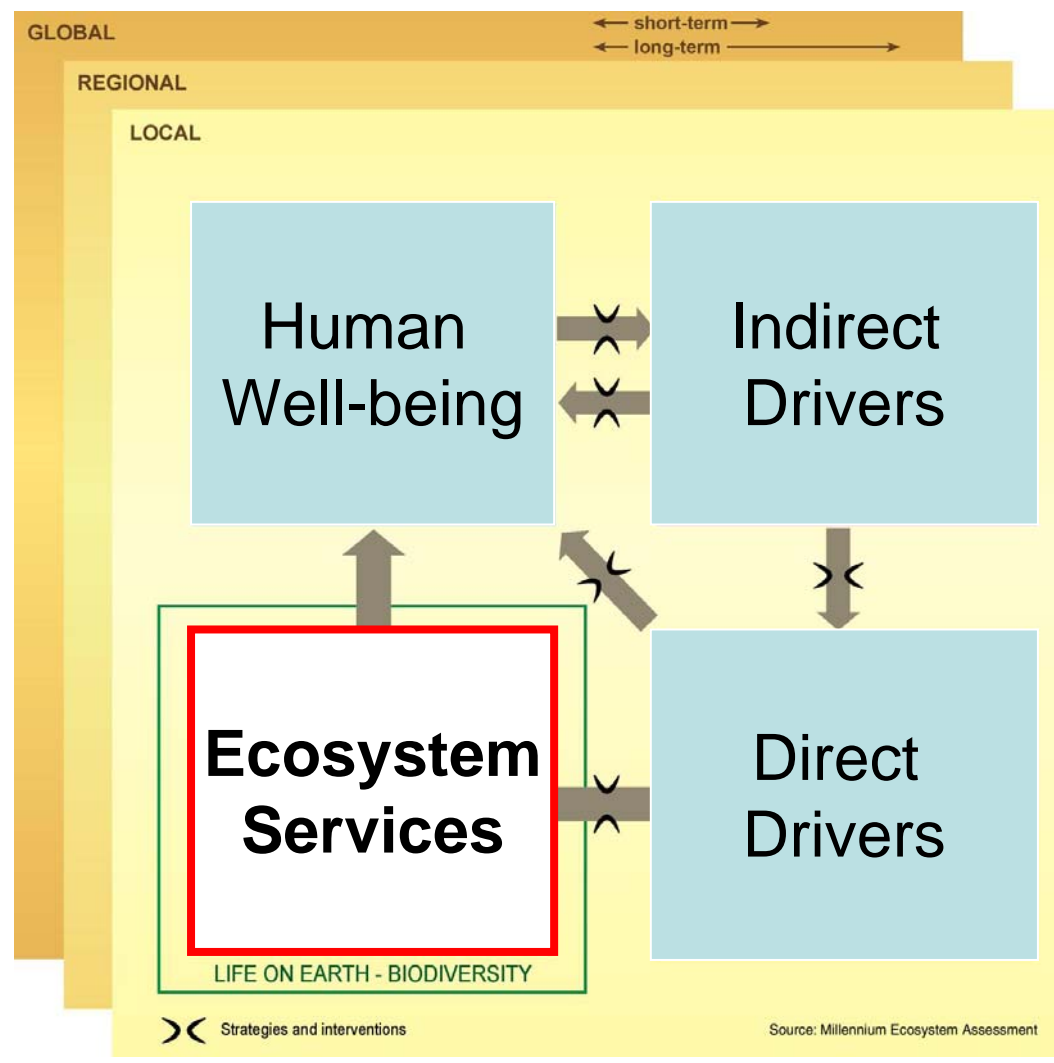 GLOBAL
short-term
long-term
REGIONAL
LOCAL
Human
Well-being
Indirect
Drivers
Ecosystem
Services
Direct
Drivers
LIFE ON EARTH - BIODIVERSITY
Strategies and interventions
Source: Millennium Ecosystem Assessment